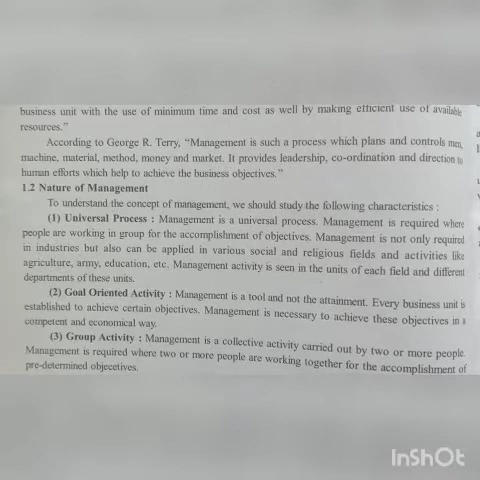 business unit with the use of minimum time and cost as well by making efficient use of available
resources."
According to George R. Terry, "Management is such a process which plans and controls men,
machine, material, method, money and market. It provides leadership, co-ordination and direction to
human efforts which help to achieve the business objectives."
1.2 Nature of Management
To understand the concept of management, we should study the following characteristics :
(1) Universal Process : Management is a universal process. Management is required where
people are working in group for the accomplishment of objectives. Management is not only required
in industries but also can be applied in various social and religious fields and activities like
agriculture, army, education, etc. Management activity is seen in the units of each field and different
departments of these units.
(2) Goal Oriented Activity : Management is a tool and not the attainment. Every business unit is
established to achieve certain objectives. Management is necessary to achieve these objectives in a
competent and economical way.
(3) Group Activity : Management is a collective activity carried out by two or more people.
Management is required where two or more people are working together for the accomplishment of
pre-determined objecetives.
InShOt